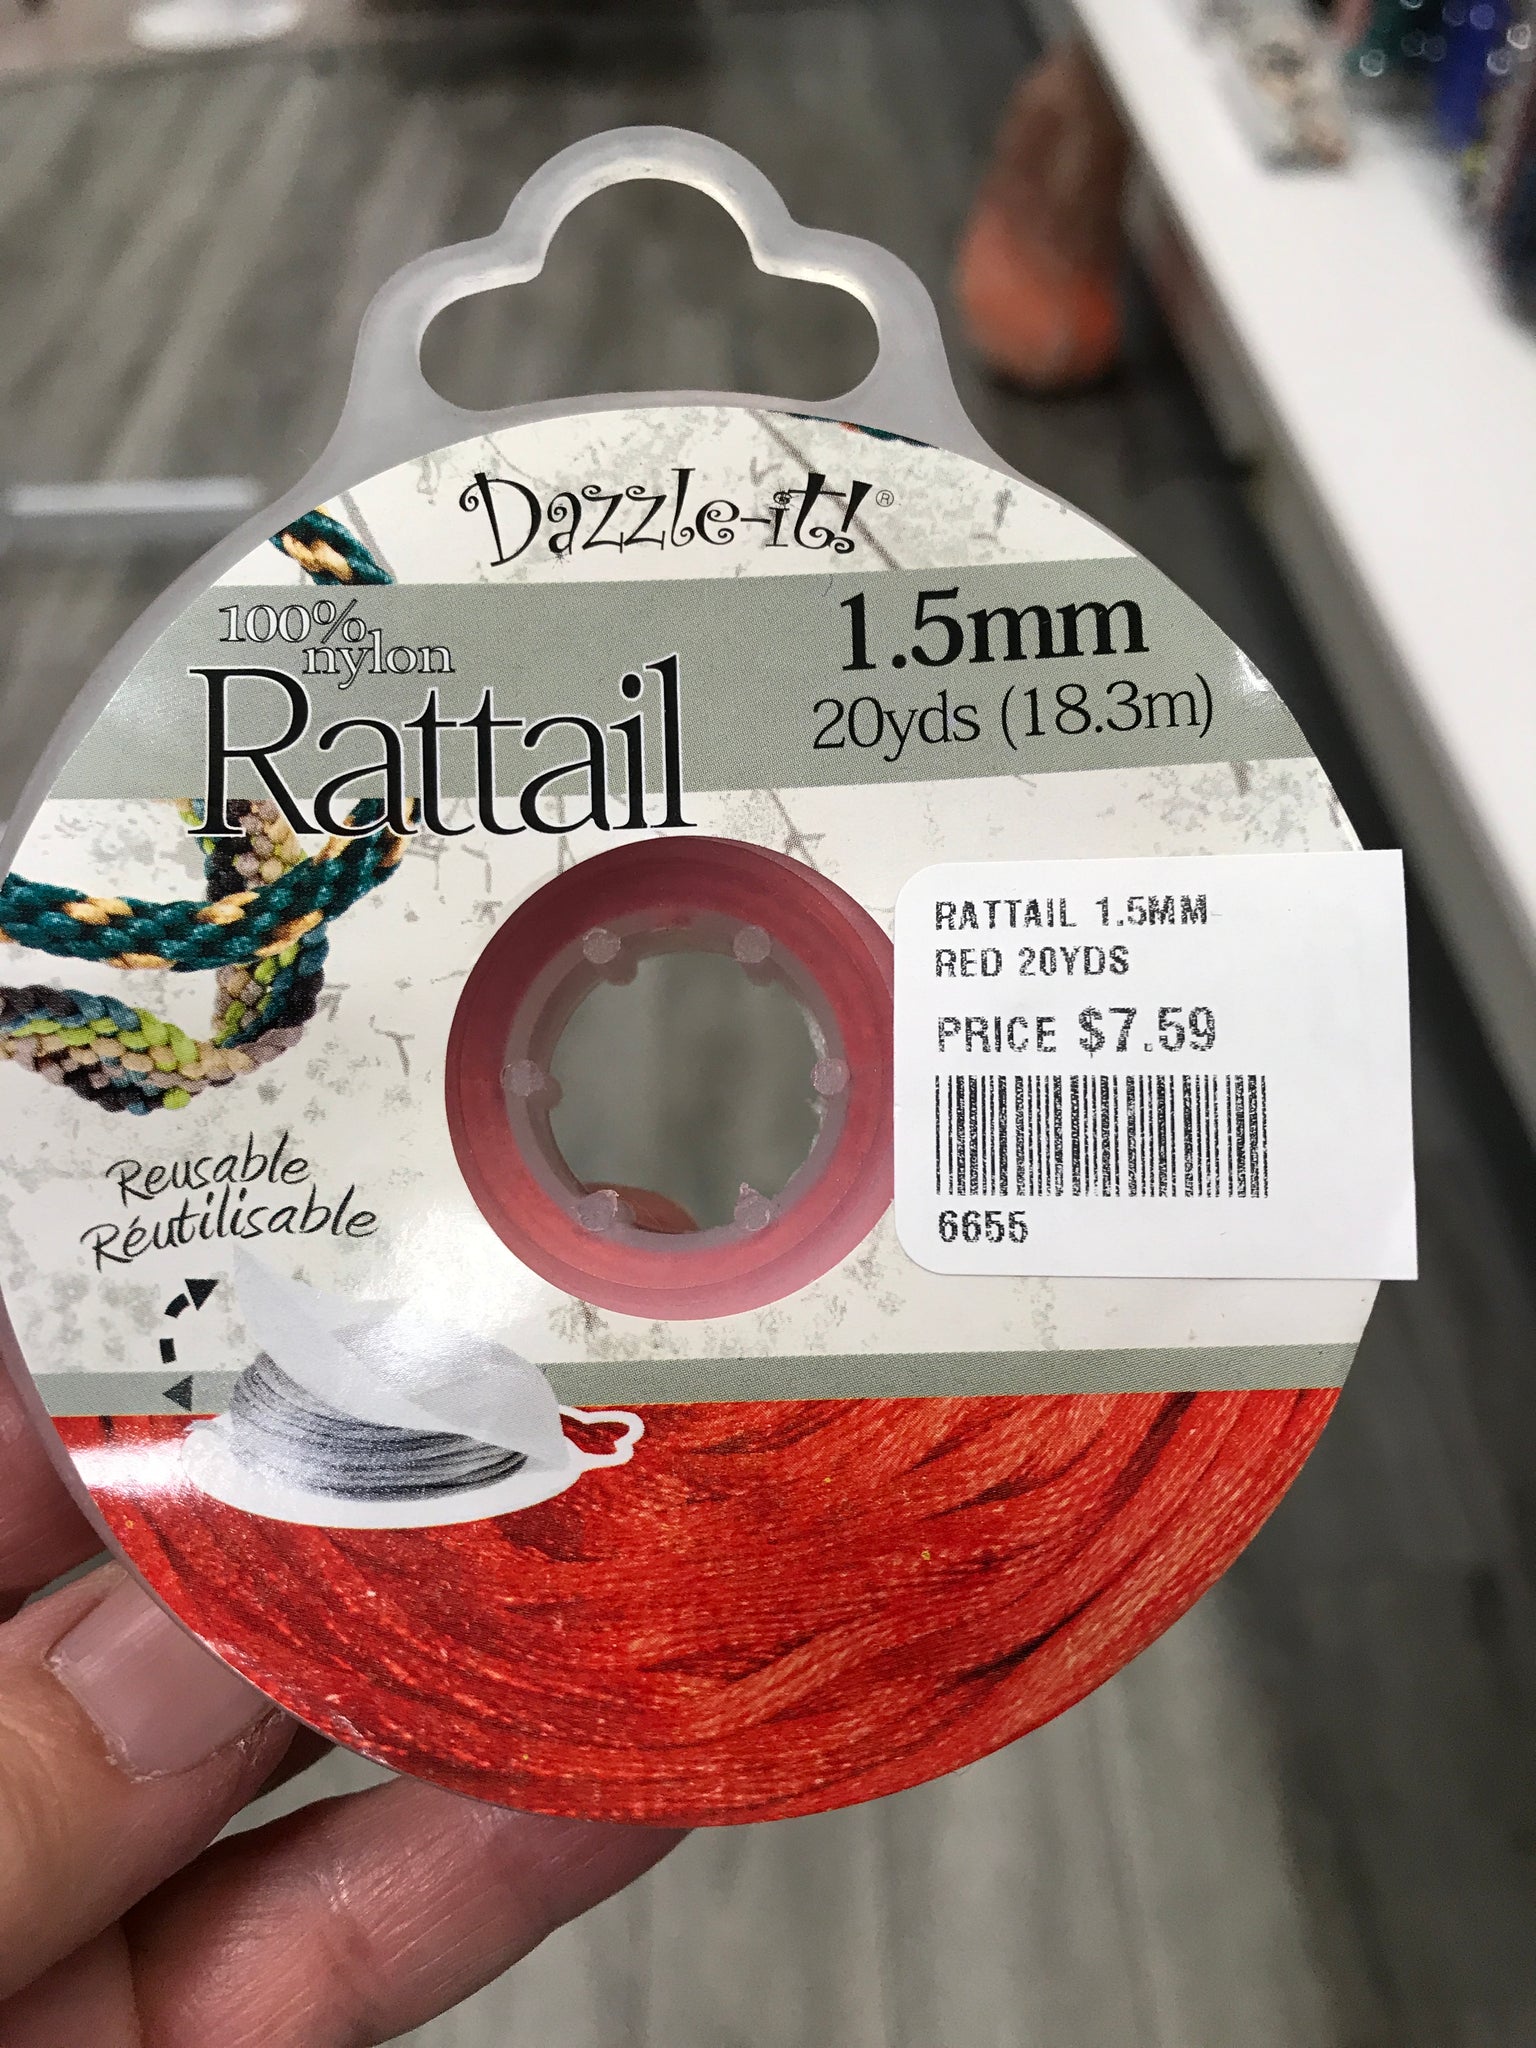 Dazzle-it!®
100%
nylon
Rattail
1.5mm
20yds (18.3m)
RATTAIL 1.5MM
RED 20YDS
PRICE $7.59
6655
Reusable
Réutilisable